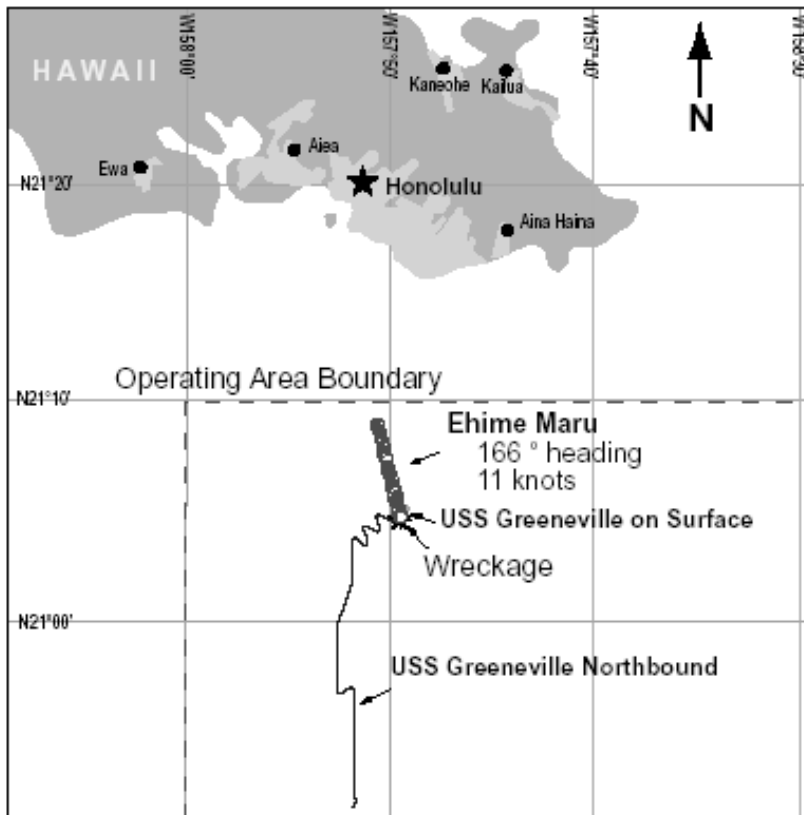 W158°00'
W157°50'
W157°40'
HAWAII
Kaneohe
Kailua
N
Ewa
Aiea
N21°20'
Honolulu
Aina Haina
Operating Area Boundary
N21°10'
Ehime Maru
166 ° heading
11 knots
USS Greeneville on Surface
Wreckage
N21°00'
USS Greeneville Northbound